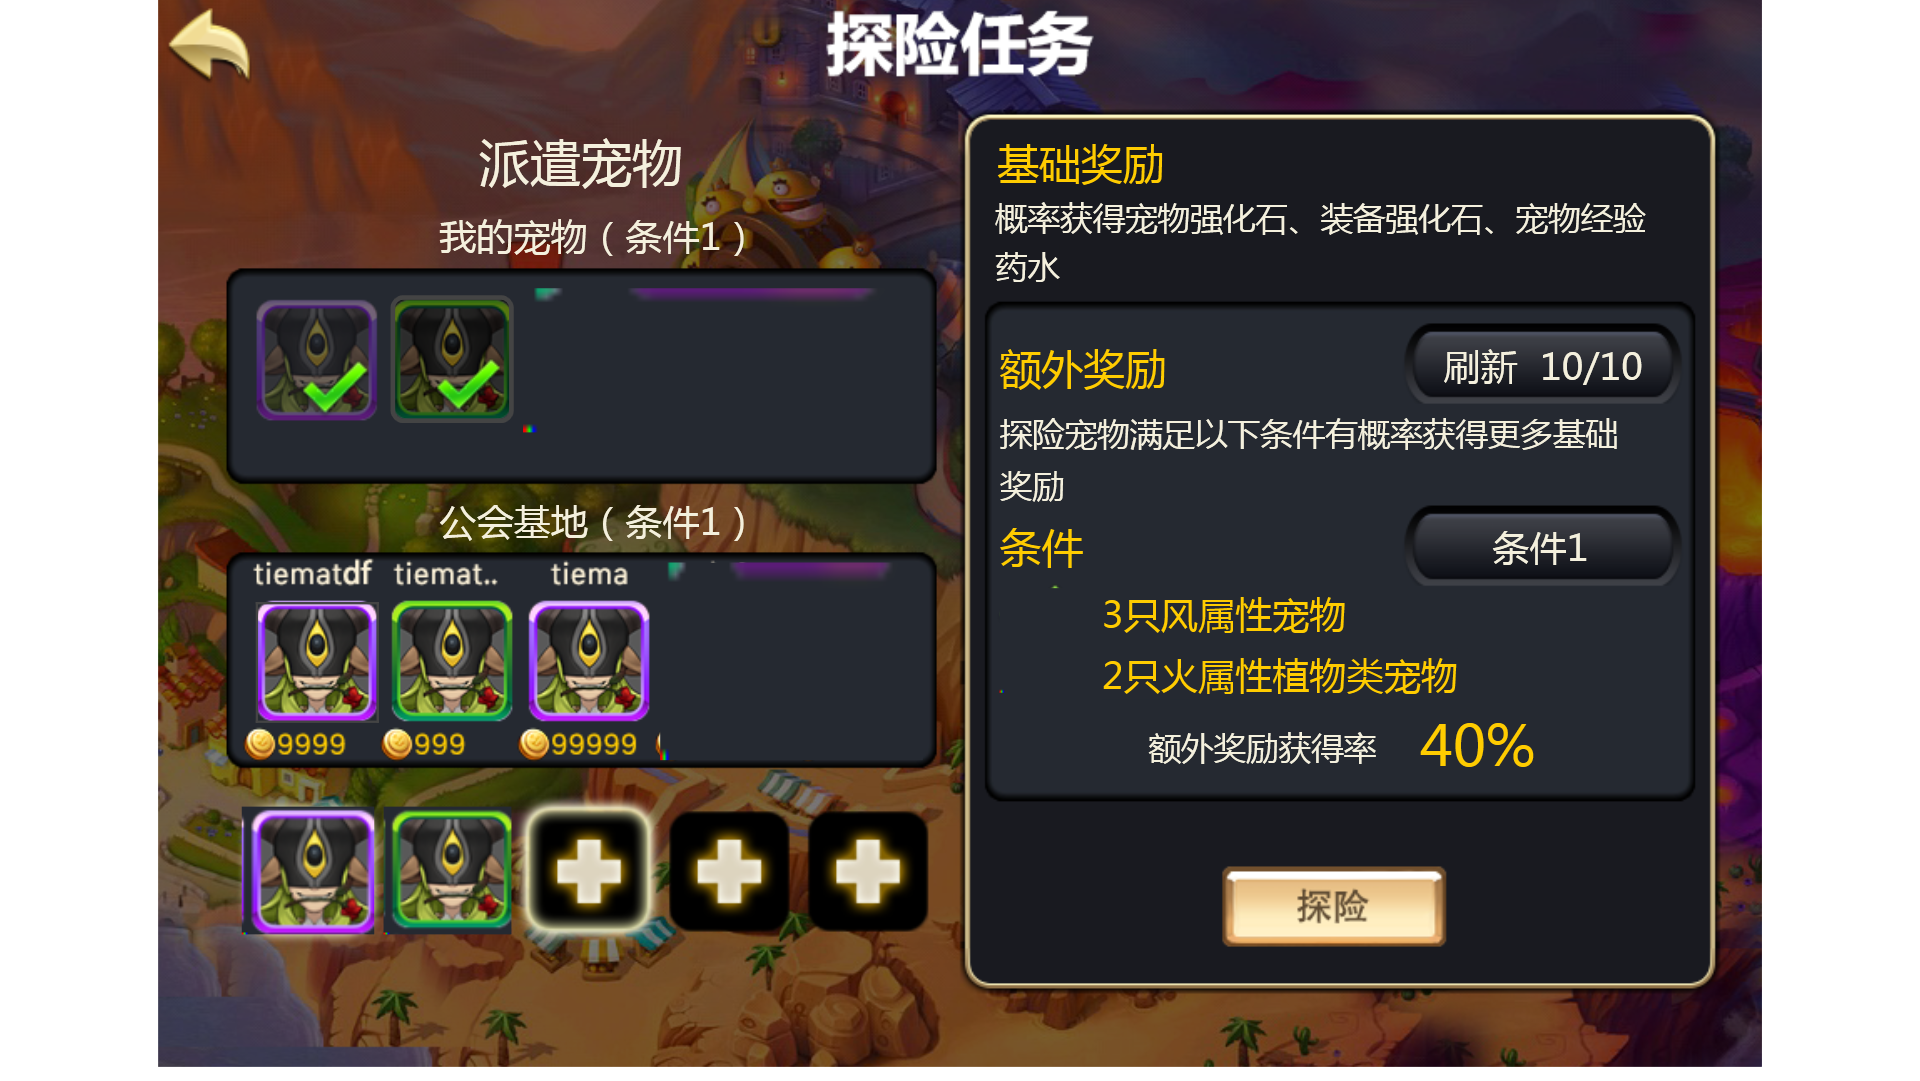 探险任务
派遣宠物
我的宠物（条件1）
公会基地（条件1）
tiematdf tiemat.. tiema
9999 999 99999
基础奖励
概率获得宠物强化石、装备强化石、宠物经验
药水
额外奖励
刷新 10/10
探险宠物满足以下条件有概率获得更多基础
奖励
条件
条件1
3只风属性宠物
2只火属性植物类宠物
额外奖励获得率 40%
探险